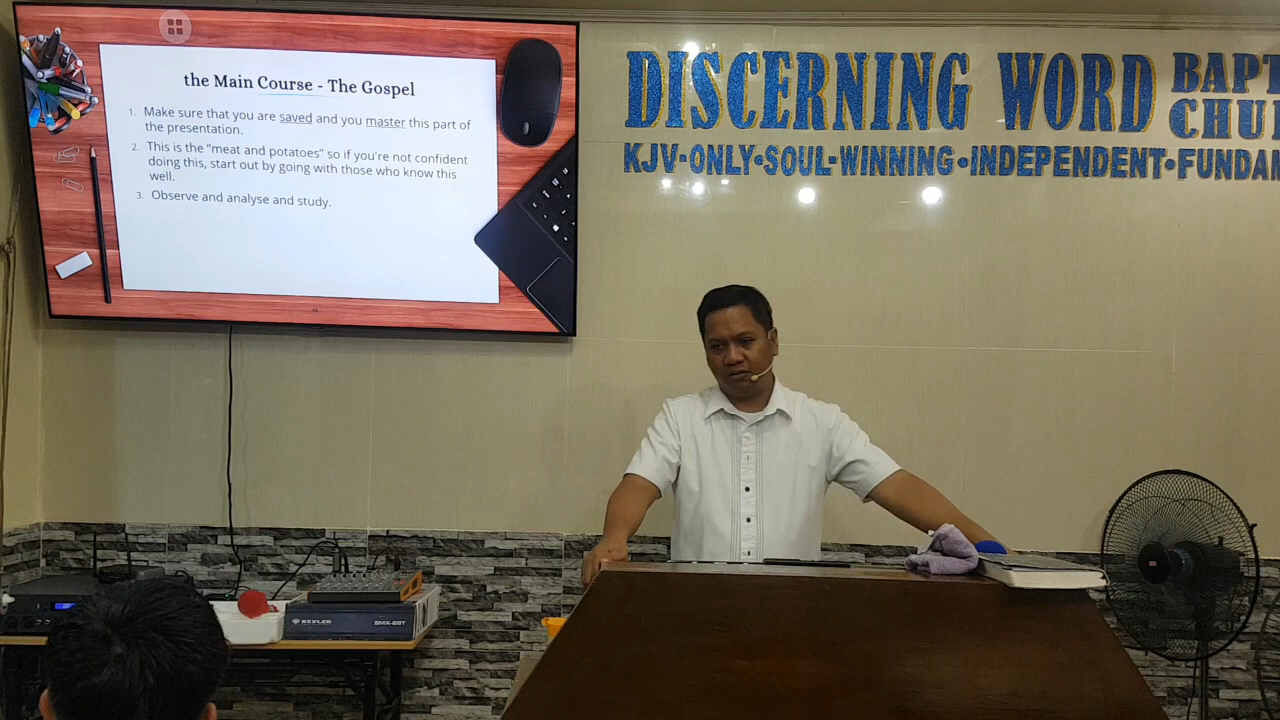 the Main Course - The Gospel
1. Make sure that you are saved and you master this part of
the presentation.
2. This is the "meat and potatoes" so if you're not confident
doing this, start out by going with those who know this
well.
3. Observe and analyse and study.
DISCERNING WORD BAPT
CHU
KJV-ONLY•SOUL-WINNING•INDEPENDENT•FUNDAM
KEVLER